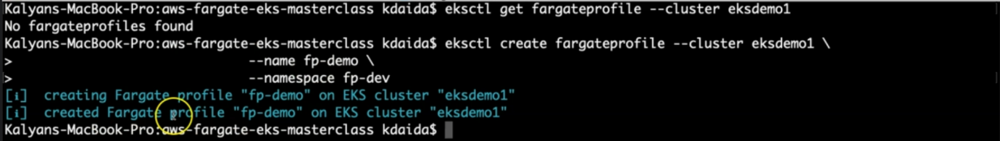 Kalyans-MacBook-Pro:aws-fargate-eks-masterclass kdaida$ eksctl get fargateprofile --cluster eksdemo1
No fargateprofiles found
Kalyans-MacBook-Pro:aws-fargate-eks-masterclass kdaida$ eksctl create fargateprofile --cluster eksdemo1 \
>                              --name fp-demo \
>                              --namespace fp-dev
[ℹ]  creating Fargate profile "fp-demo" on EKS cluster "eksdemo1"
[ℹ]  created Fargate profile "fp-demo" on EKS cluster "eksdemo1"
Kalyans-MacBook-Pro:aws-fargate-eks-masterclass kdaida$